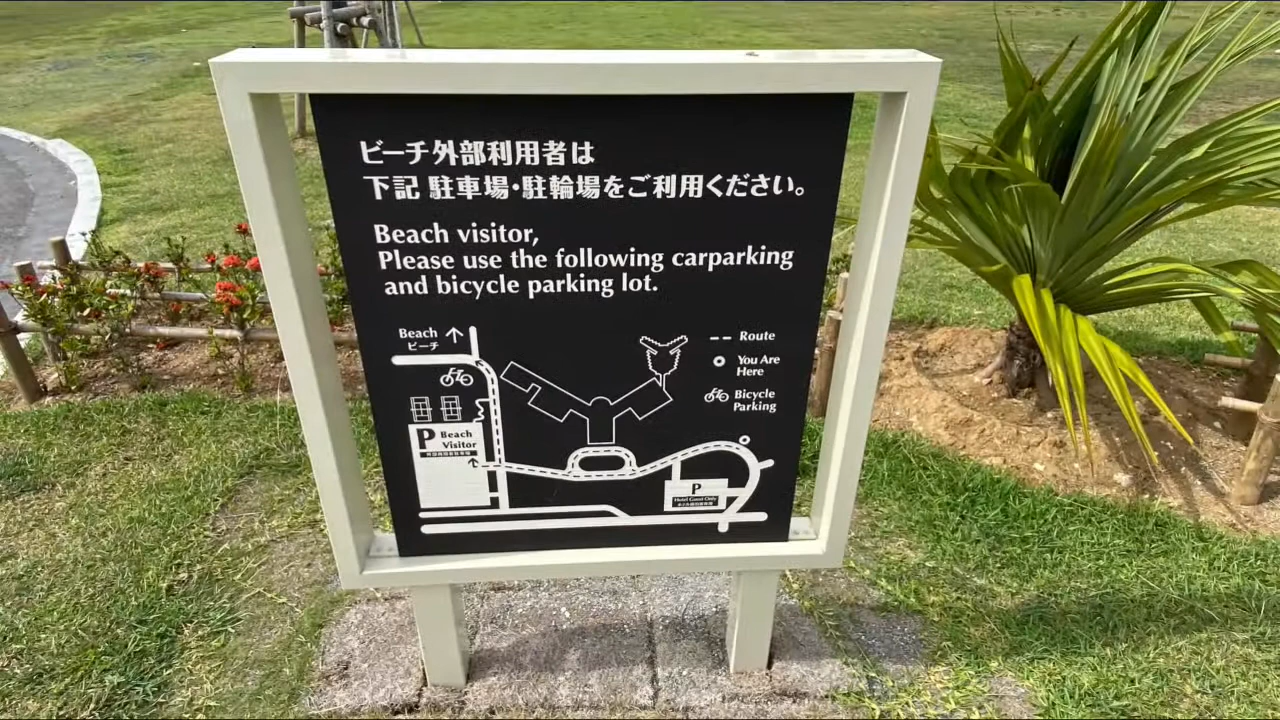 ビーチ外部利用者は
下記 駐車場・駐輪場をご利用ください。
Beach visitor,
Please use the following carparking
and bicycle parking lot.
Beach
ビーチ
Route
You Are
Here
Bicycle
Parking
P Beach
Visitor
P
Hotel Guest Only